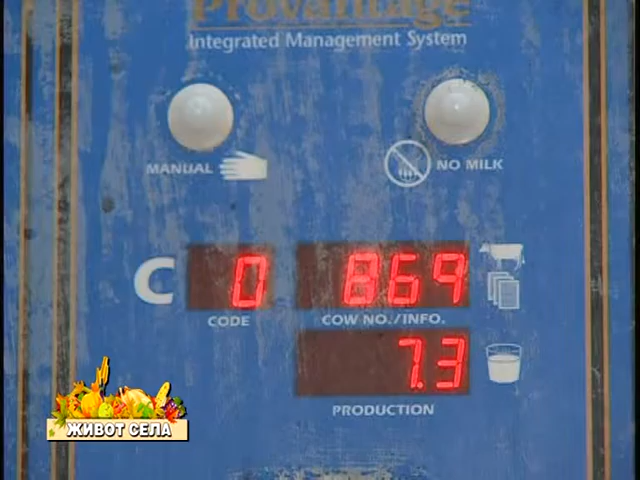 Provantage
Integrated Management System
MANUAL
NO MILK
C 0 869
CODE COW NO./INFO.
7.3
PRODUCTION
ЖИВОТ СЕЛА